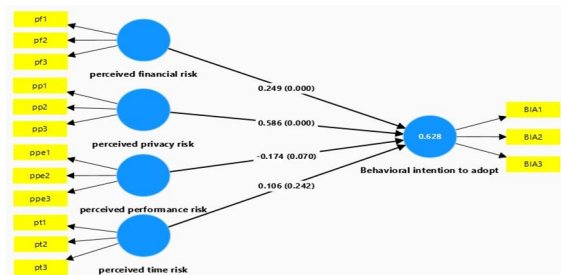 pf1
pf2
pf3
perceived financial risk
0.249 (0.000)
pp1
pp2
pp3
perceived privacy risk
0.586 (0.000)
ppe1
ppe2
ppe3
perceived performance risk
-0.174 (0.070)
pt1
pt2
pt3
perceived time risk
0.106 (0.242)
0.628
Behavioral intention to adopt
BIA1
BIA2
BIA3